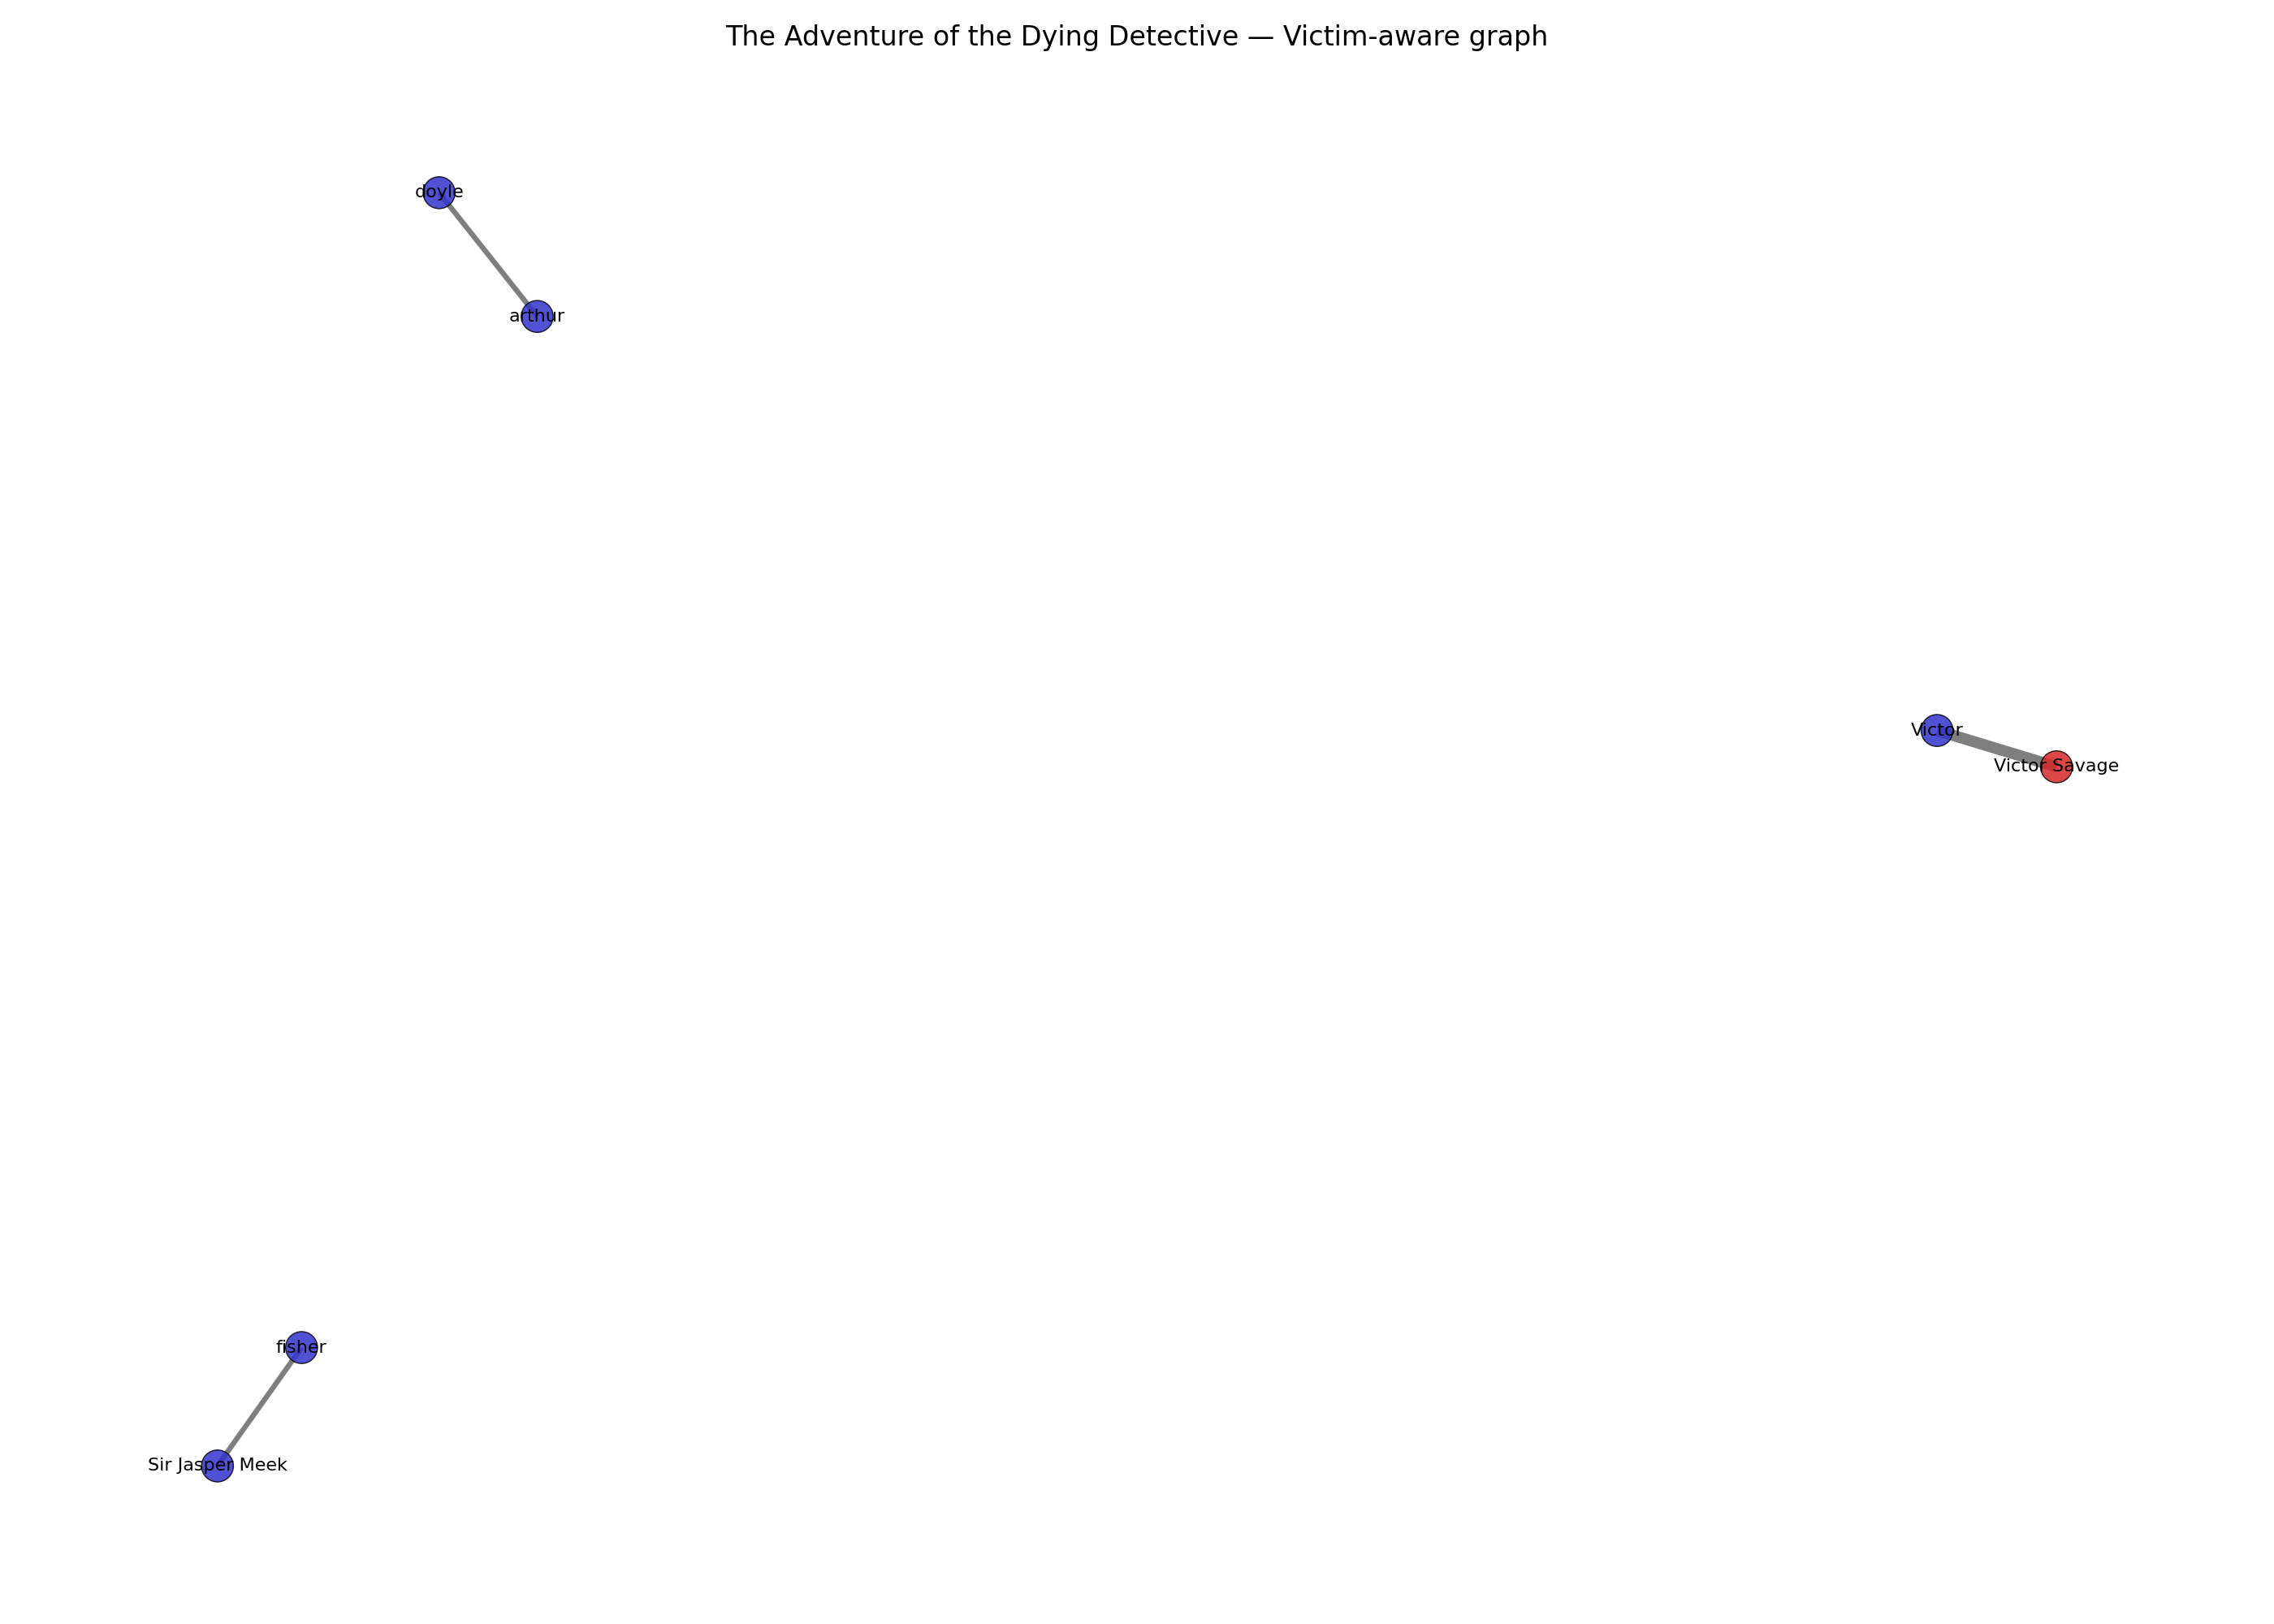 The Adventure of the Dying Detective — Victim-aware graph
doyle
arthur
Victor
Victor Savage
fisher
Sir Jasper Meek